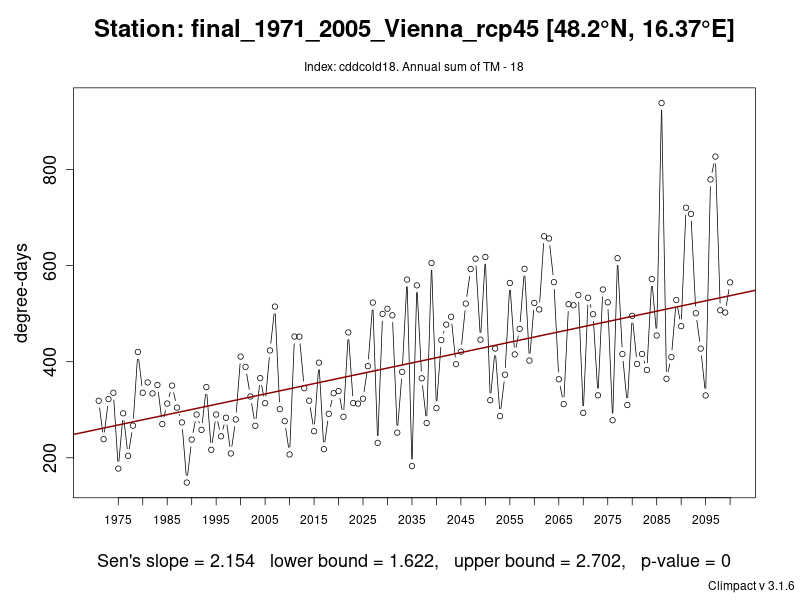 Station: final_1971_2005_Vienna_rcp45 [48.2°N, 16.37°E]
Index: cddcold18. Annual sum of TM - 18
degree-days
800
600
400
200
1975 1985 1995 2005 2015 2025 2035 2045 2055 2065 2075 2085 2095
Sen's slope = 2.154 lower bound = 1.622, upper bound = 2.702, p-value = 0
Climpact v 3.1.6